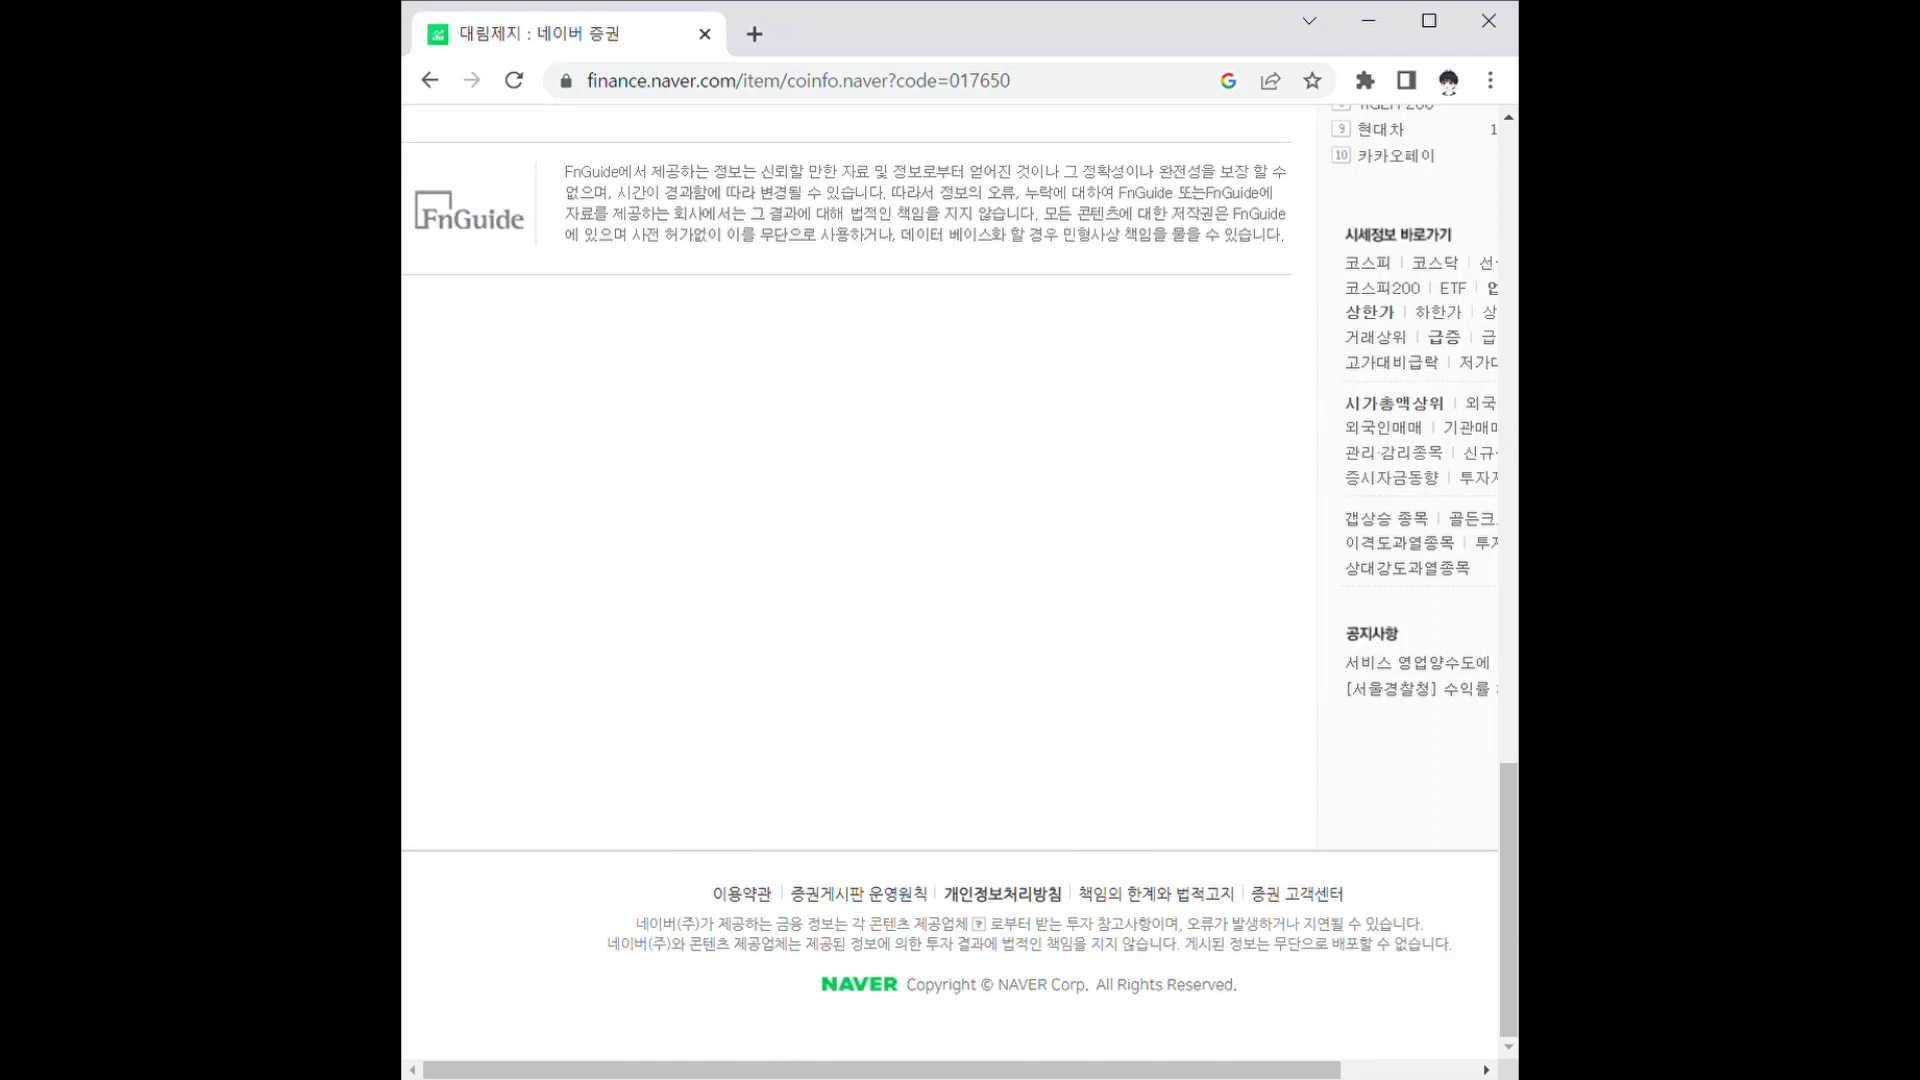 대림제지 : 네이버 증권
finance.naver.com/item/coinfo.naver?code=017650
9 현대차 1
10 카카오페이
FnGuide
FnGuide에서 제공하는 정보는 신뢰할 만한 자료 및 정보로부터 얻어진 것이나 그 정확성이나 완전성을 보장 할 수
없으며, 시간이 경과함에 따라 변경될 수 있습니다. 따라서 정보의 오류, 누락에 대하여 FnGuide 또는FnGuide에
자료를 제공하는 회사에서는 그 결과에 대해 법적인 책임을 지지 않습니다. 모든 콘텐츠에 대한 저작권은 FnGuide
에 있으며 사전 허가없이 이를 무단으로 사용하거나, 데이터 베이스화 할 경우 민형사상 책임을 물을 수 있습니다.
시세정보 바로가기
코스피 코스닥 선
코스피200 ETF
상한가 하한가 상
거래상위 급증 급
고가대비급락 저가
시가총액상위 외국
외국인매매 기관매
관리·감리종목 신규
증시자금동향 투자
갭상승 종목 골든크
이격도과열종목 투
상대강도과열종목
공지사항
서비스 영업양수도에
[서울경찰청] 수익률
이용약관 증권게시판 운영원칙 개인정보처리방침 책임의 한계와 법적고지 증권 고객센터
네이버(주)가 제공하는 금융 정보는 각 콘텐츠 제공업체 ? 로부터 받는 투자 참고사항이며, 오류가 발생하거나 지연될 수 있습니다.
네이버(주)와 콘텐츠 제공업체는 제공된 정보에 의한 투자 결과에 법적인 책임을 지지 않습니다. 게시된 정보는 무단으로 배포할 수 없습니다.
NAVER Copyright © NAVER Corp. All Rights Reserved.